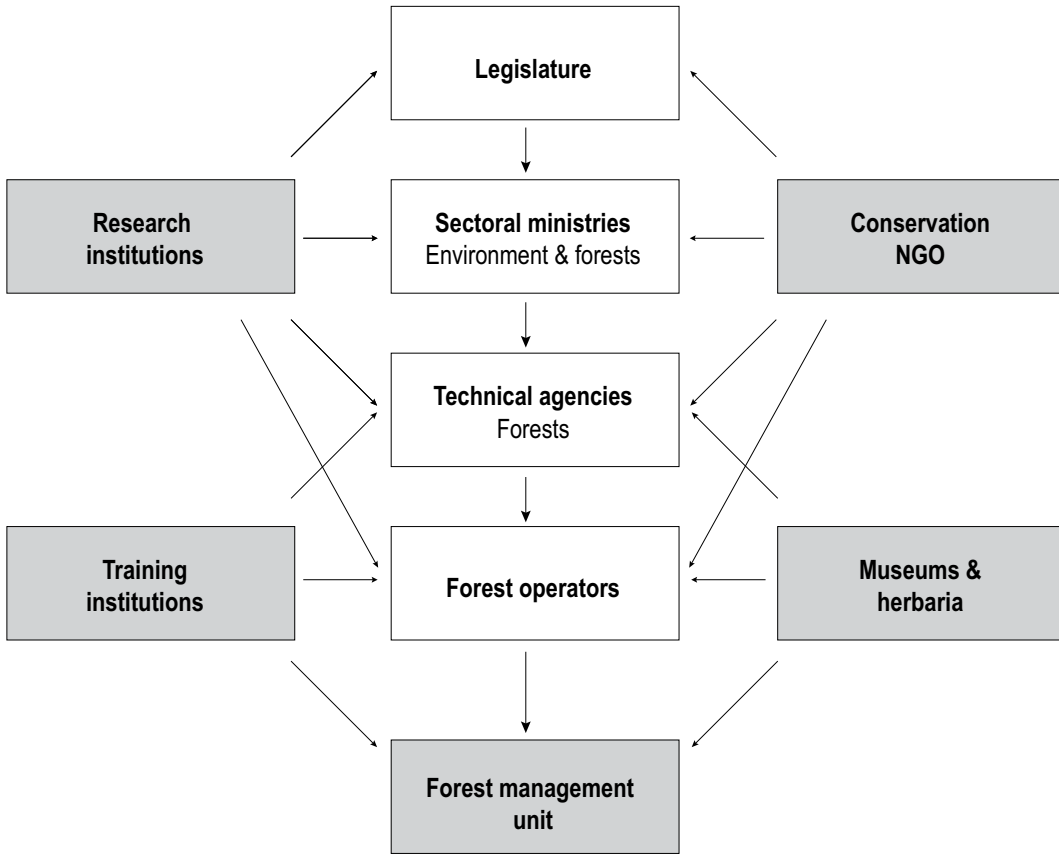 Legislature
Research
institutions
Sectoral ministries
Environment & forests
Conservation
NGO
Technical agencies
Forests
Training
institutions
Forest operators
Museums &
herbaria
Forest management
unit